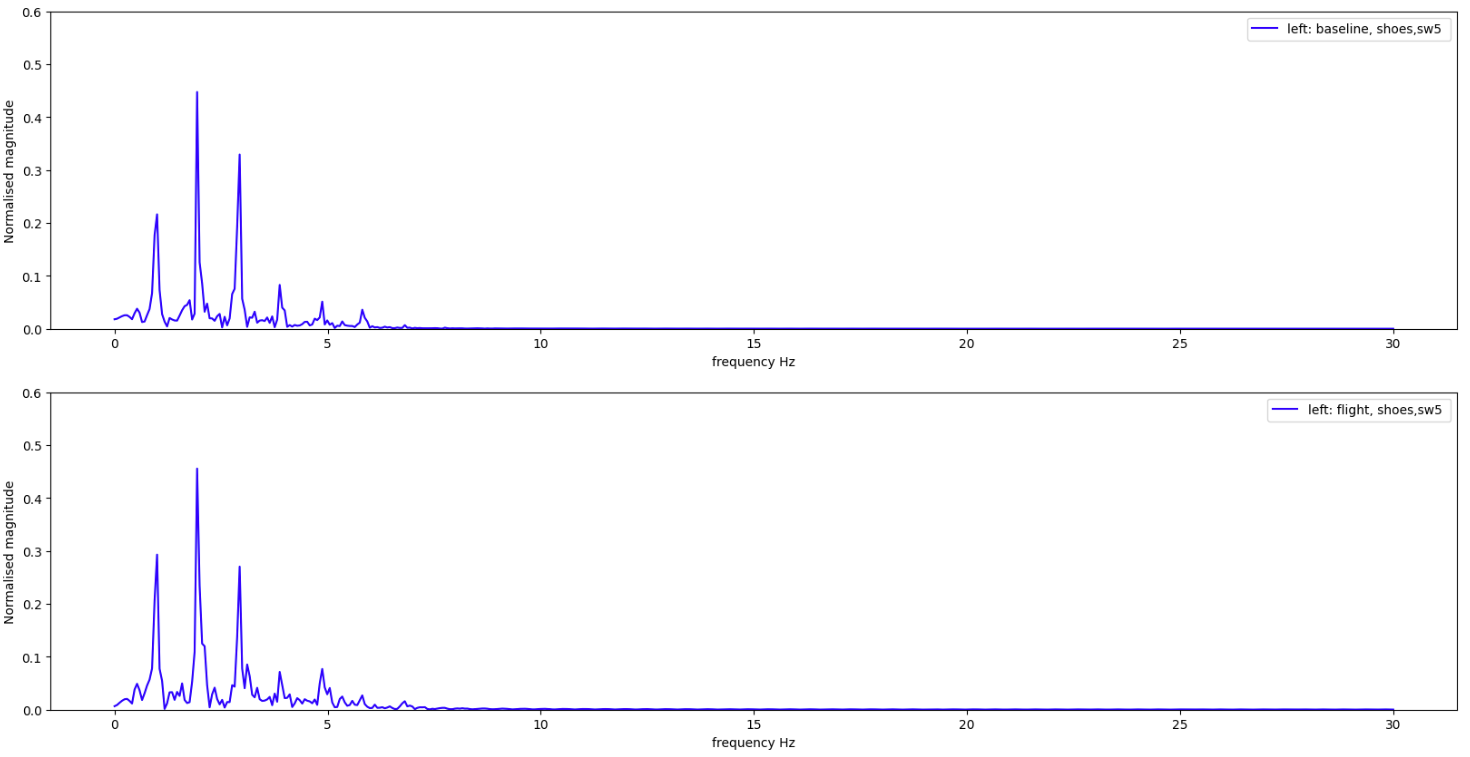 0.6
0.5
0.4
0.3
0.2
0.1
0.0
Normalised magnitude
left: baseline, shoes,sw5
0 5 10 15 20 25 30
frequency Hz
0.6
0.5
0.4
0.3
0.2
0.1
0.0
Normalised magnitude
left: flight, shoes,sw5
0 5 10 15 20 25 30
frequency Hz